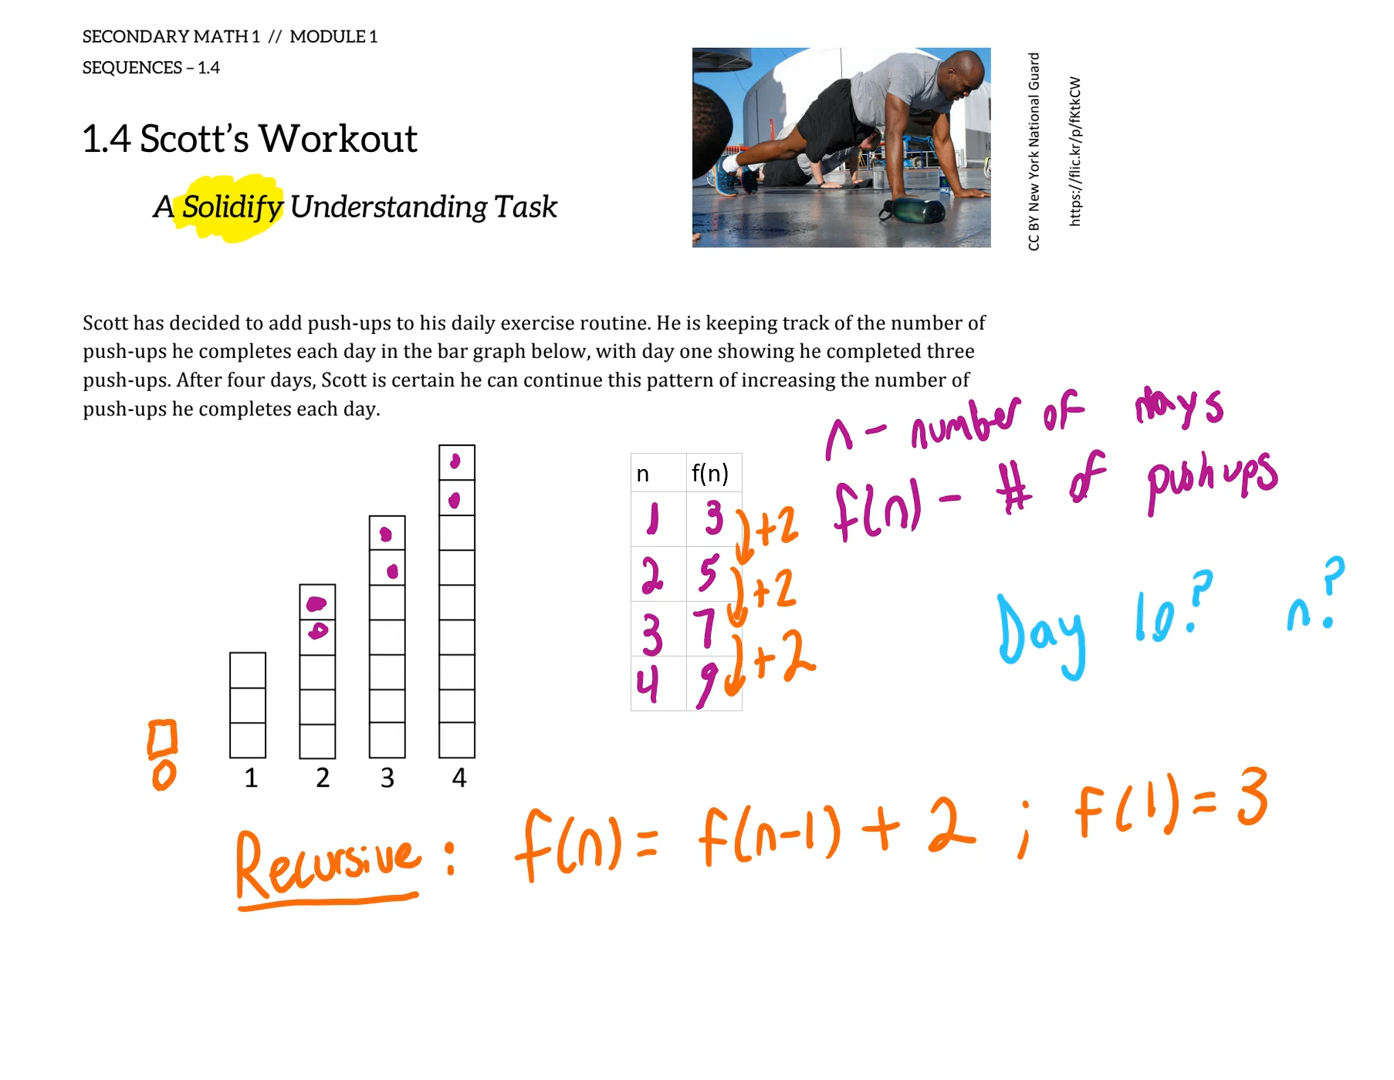 SECONDARY MATH 1 // MODULE 1
SEQUENCES – 1.4
1.4 Scott’s Workout
A Solidify Understanding Task
CC BY New York National Guard
https://flic.kr/p/fKtkCW
Scott has decided to add push-ups to his daily exercise routine. He is keeping track of the number of
push-ups he completes each day in the bar graph below, with day one showing he completed three
push-ups. After four days, Scott is certain he can continue this pattern of increasing the number of
push-ups he completes each day.
n - number of days
f(n) - # of pushups
n f(n)
1 3
+2
2 5
+2
3 7
+2
4 9
Day 10? n?
0 1 2 3 4
Recursive: f(n) = f(n-1) + 2 ; f(1) = 3